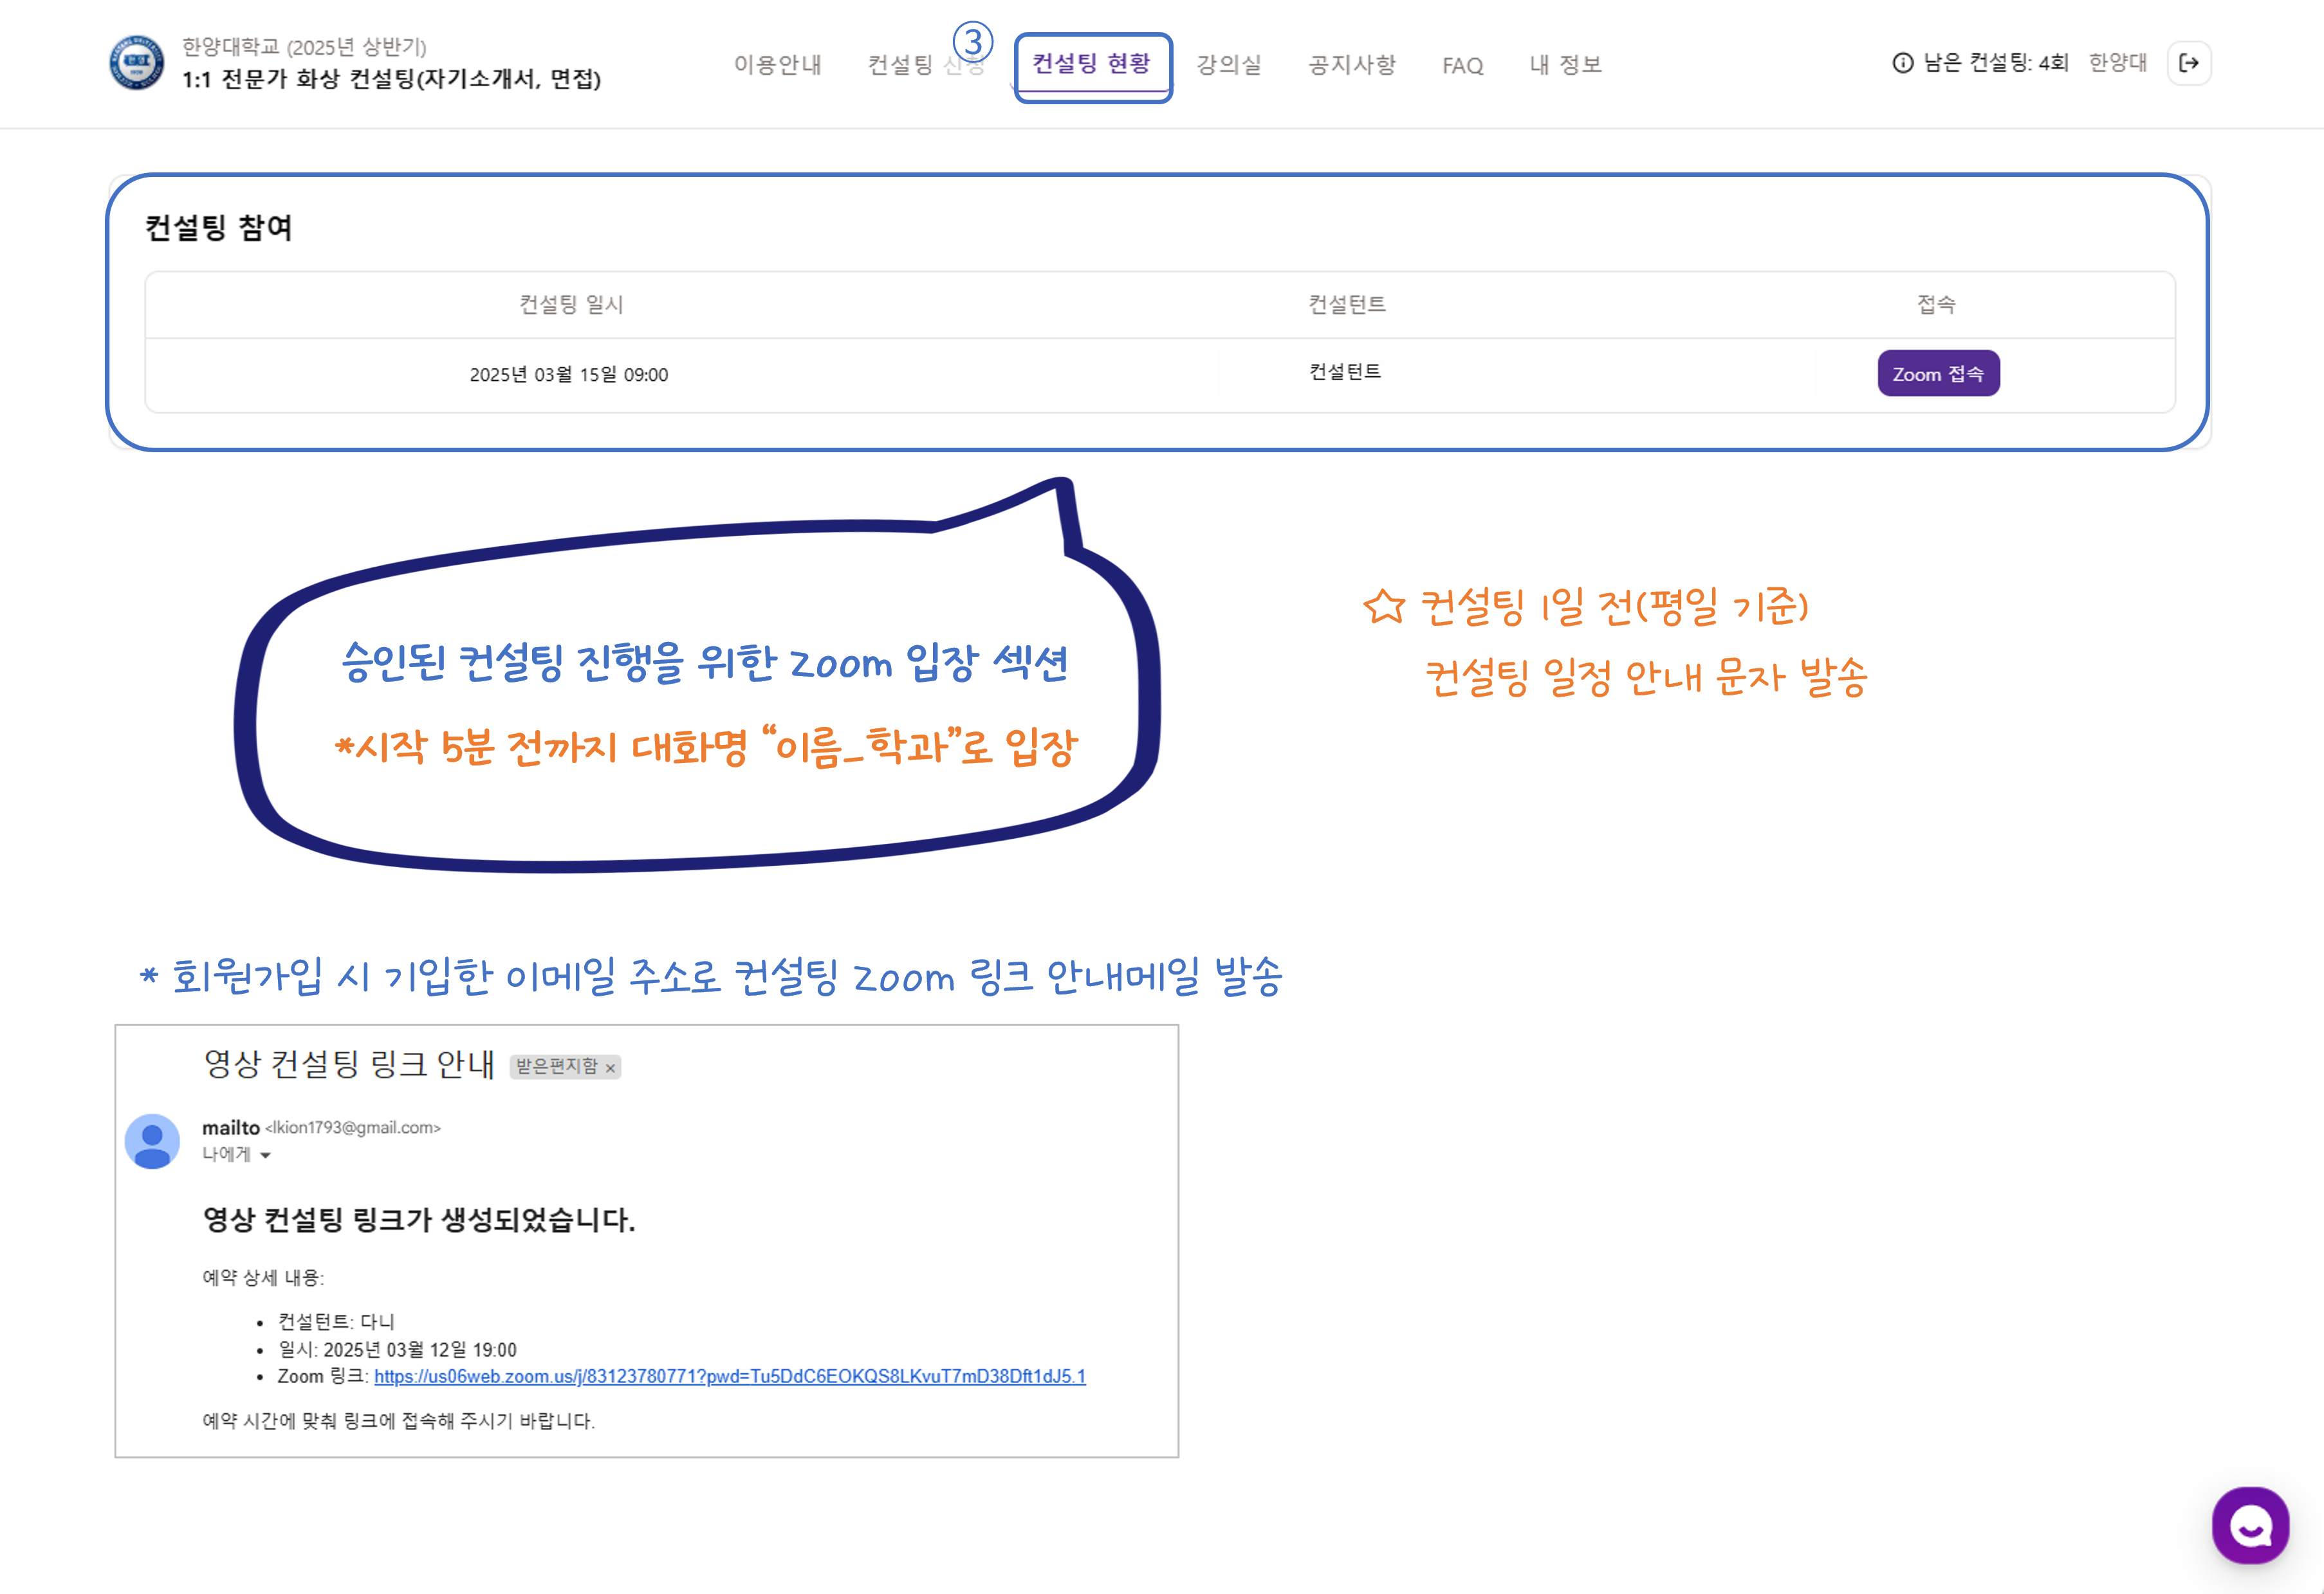 한양대학교 (2025년 상반기)
1:1 전문가 화상 컨설팅(자기소개서, 면접)
이용안내 컨설팅 신청 ③ 컨설팅 현황 강의실 공지사항 FAQ 내 정보
남은 컨설팅: 4회 한양대
컨설팅 참여
컨설팅 일시 컨설턴트 접속
2025년 03월 15일 09:00 컨설턴트 Zoom 접속
승인된 컨설팅 진행을 위한 zoom 입장 섹션
*시작 5분 전까지 대화명 “이름_학과”로 입장
☆ 컨설팅 1일 전(평일 기준)
컨설팅 일정 안내 문자 발송
* 회원가입 시 기입한 이메일 주소로 컨설팅 zoom 링크 안내메일 발송
영상 컨설팅 링크 안내 받은편지함 ×
mailto <lkion1793@gmail.com>
나에게
영상 컨설팅 링크가 생성되었습니다.
예약 상세 내용:
• 컨설턴트: 다니
• 일시: 2025년 03월 12일 19:00
• Zoom 링크: https://us06web.zoom.us/j/83123780771?pwd=Tu5DdC6EOKQS8LKvuT7mD38Dft1dJ5.1
예약 시간에 맞춰 링크에 접속해 주시기 바랍니다.